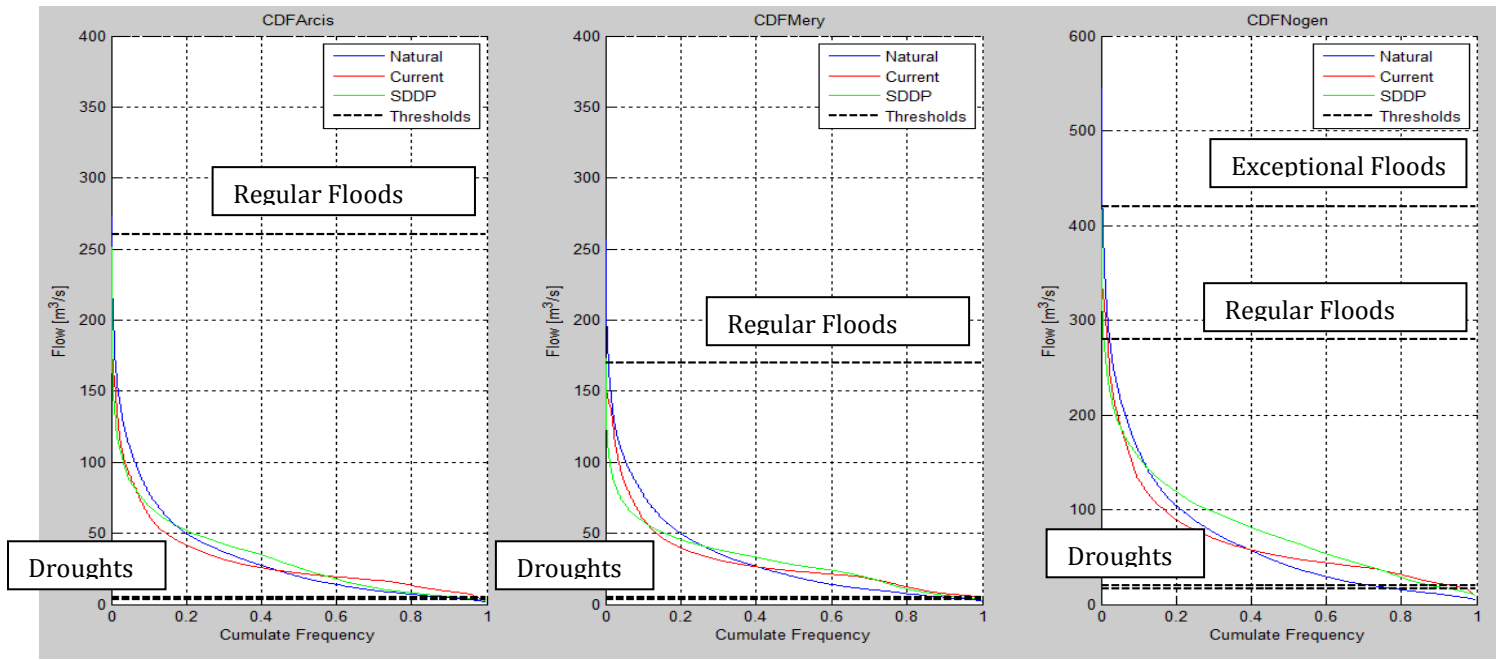 CDFArcis
400
350
300
250
200
150
100
50
0
Flow [m³/s]
Natural
Current
SDDP
Thresholds
Regular Floods
Droughts
0 0.2 0.4 0.6 0.8 1
Cumulate Frequency
CDFMery
400
350
300
250
200
150
100
50
0
Flow [m³/s]
Natural
Current
SDDP
Thresholds
Regular Floods
Droughts
0 0.2 0.4 0.6 0.8 1
Cumulate Frequency
CDFNogen
600
500
400
300
200
100
0
Flow [m³/s]
Natural
Current
SDDP
Thresholds
Exceptional Floods
Regular Floods
Droughts
0 0.2 0.4 0.6 0.8 1
Cumulate Frequency